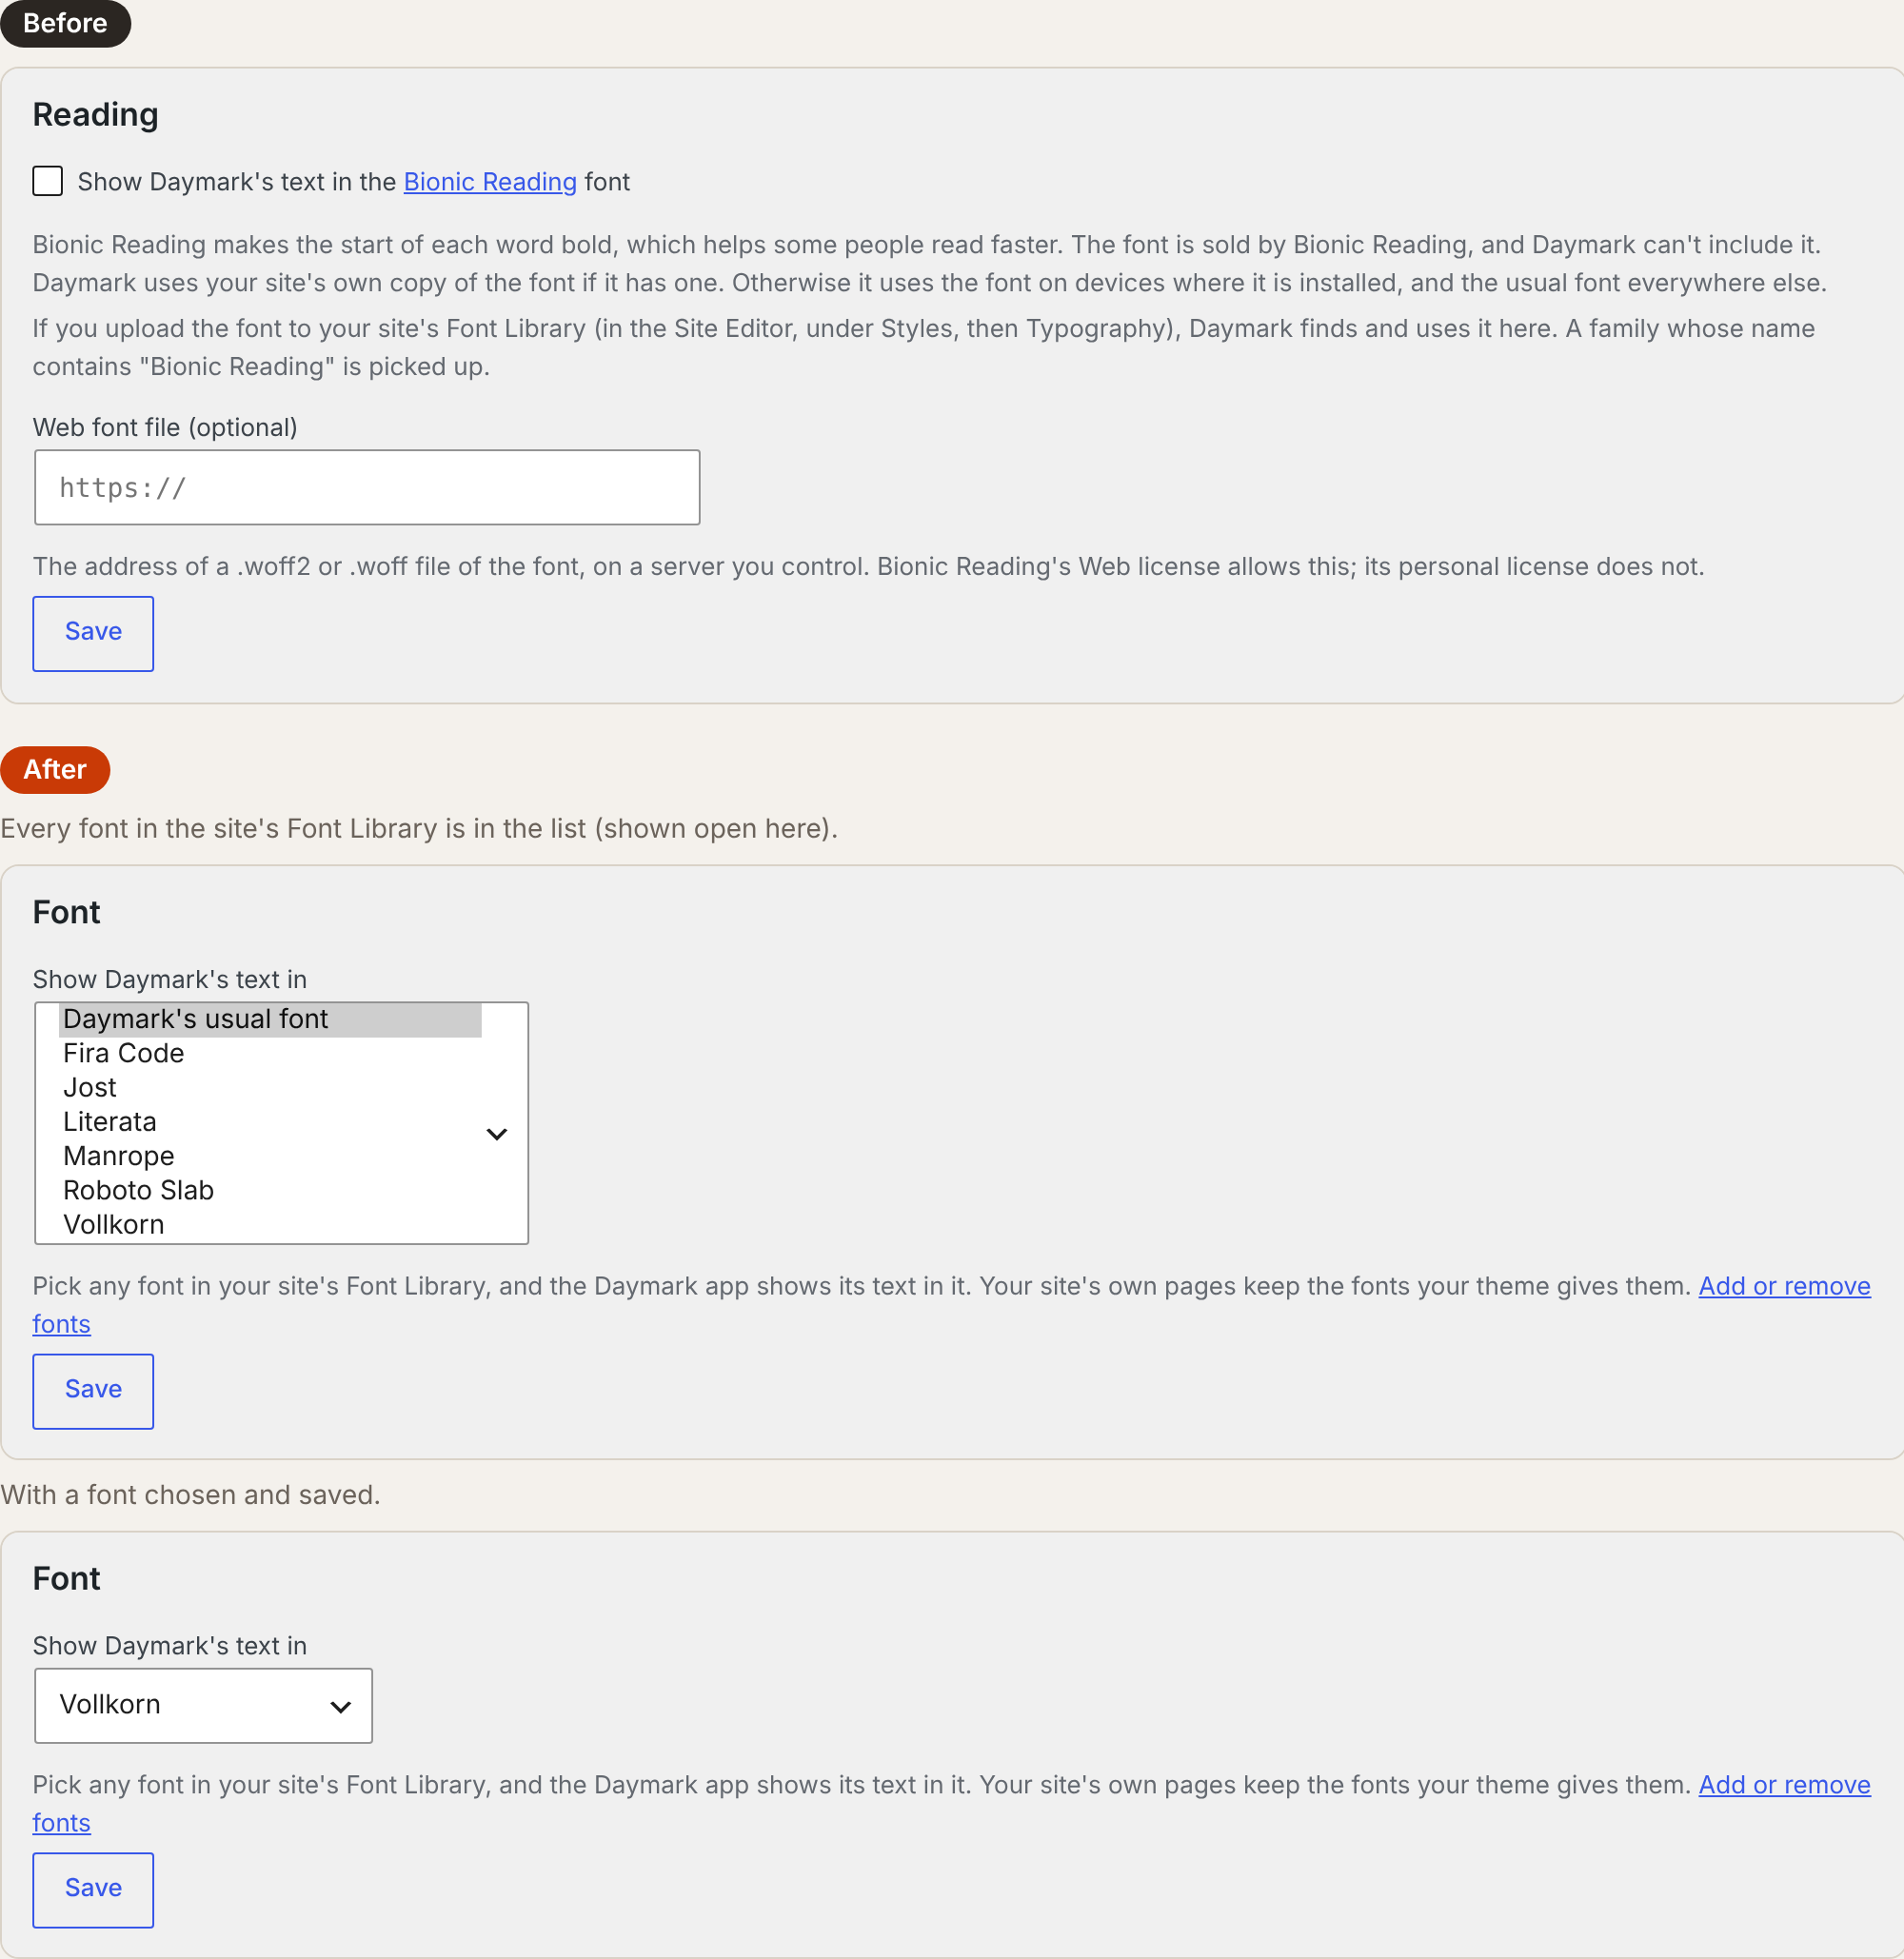 Before
Reading
Show Daymark's text in the Bionic Reading font
Bionic Reading makes the start of each word bold, which helps some people read faster. The font is sold by Bionic Reading, and Daymark can't include it.
Daymark uses your site's own copy of the font if it has one. Otherwise it uses the font on devices where it is installed, and the usual font everywhere else.
If you upload the font to your site's Font Library (in the Site Editor, under Styles, then Typography), Daymark finds and uses it here. A family whose name
contains "Bionic Reading" is picked up.
Web font file (optional)
https://
The address of a .woff2 or .woff file of the font, on a server you control. Bionic Reading's Web license allows this; its personal license does not.
Save
After
Every font in the site's Font Library is in the list (shown open here).
Font
Show Daymark's text in
Daymark's usual font
Fira Code
Jost
Literata
Manrope
Roboto Slab
Vollkorn
Pick any font in your site's Font Library, and the Daymark app shows its text in it. Your site's own pages keep the fonts your theme gives them. Add or remove
fonts
Save
With a font chosen and saved.
Font
Show Daymark's text in
Vollkorn
Pick any font in your site's Font Library, and the Daymark app shows its text in it. Your site's own pages keep the fonts your theme gives them. Add or remove
fonts
Save